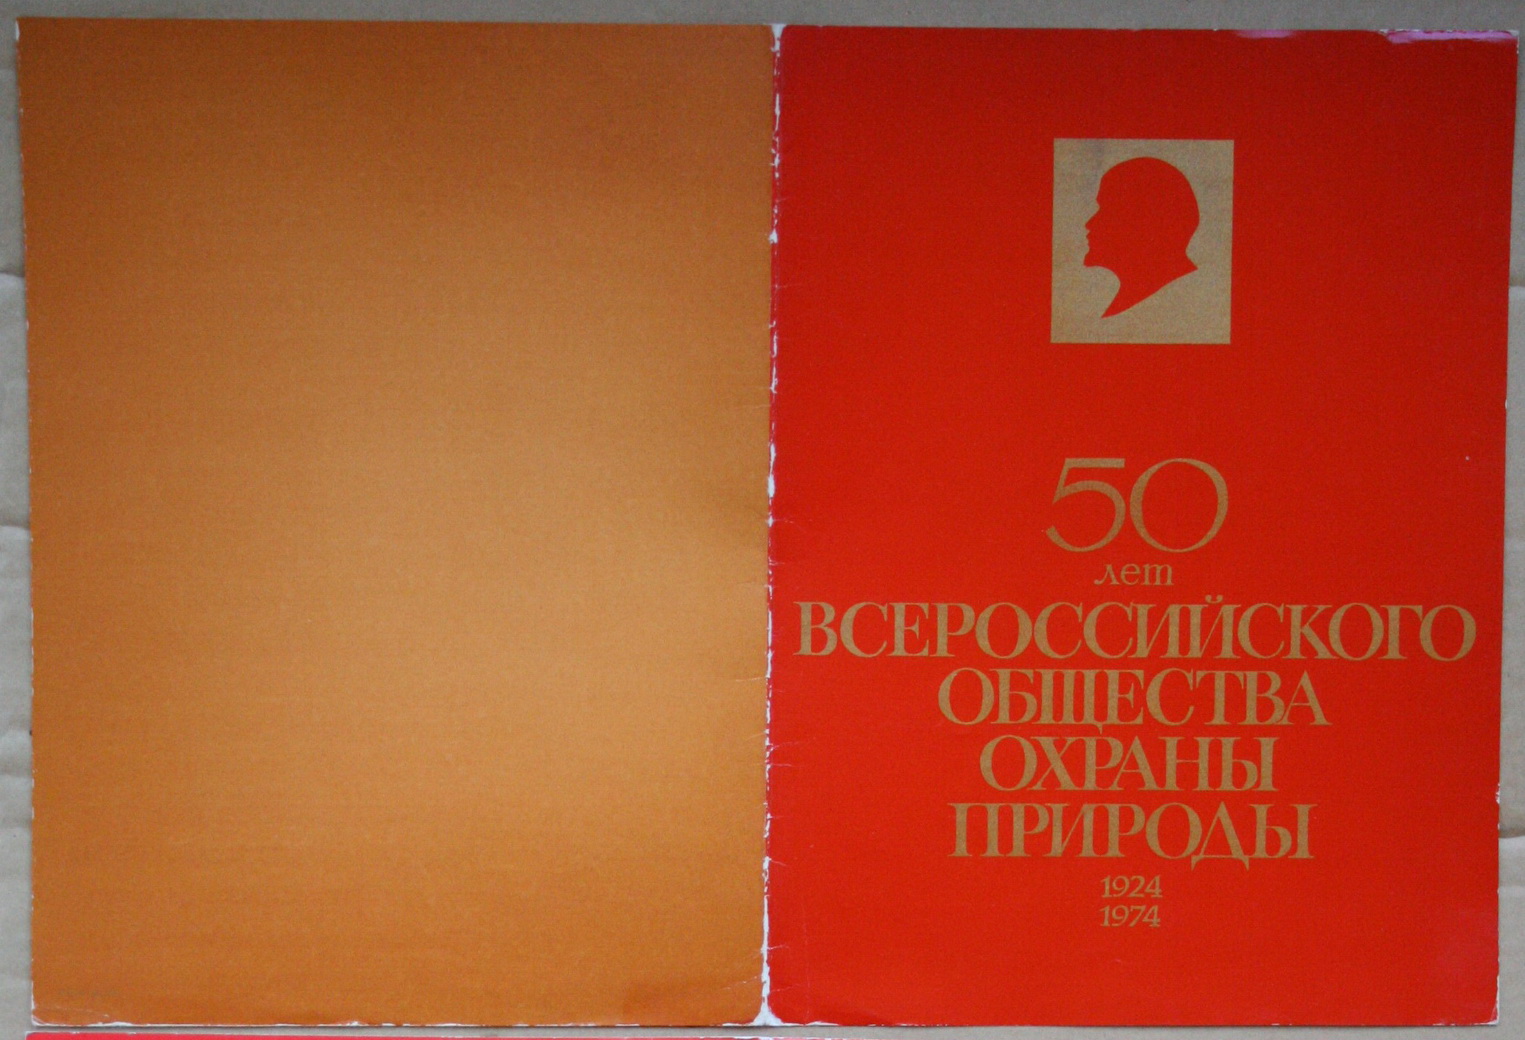 50
лет
ВСЕРОССИЙСКОГО
ОБЩЕСТВА
ОХРАНЫ
ПРИРОДЫ
1924
1974